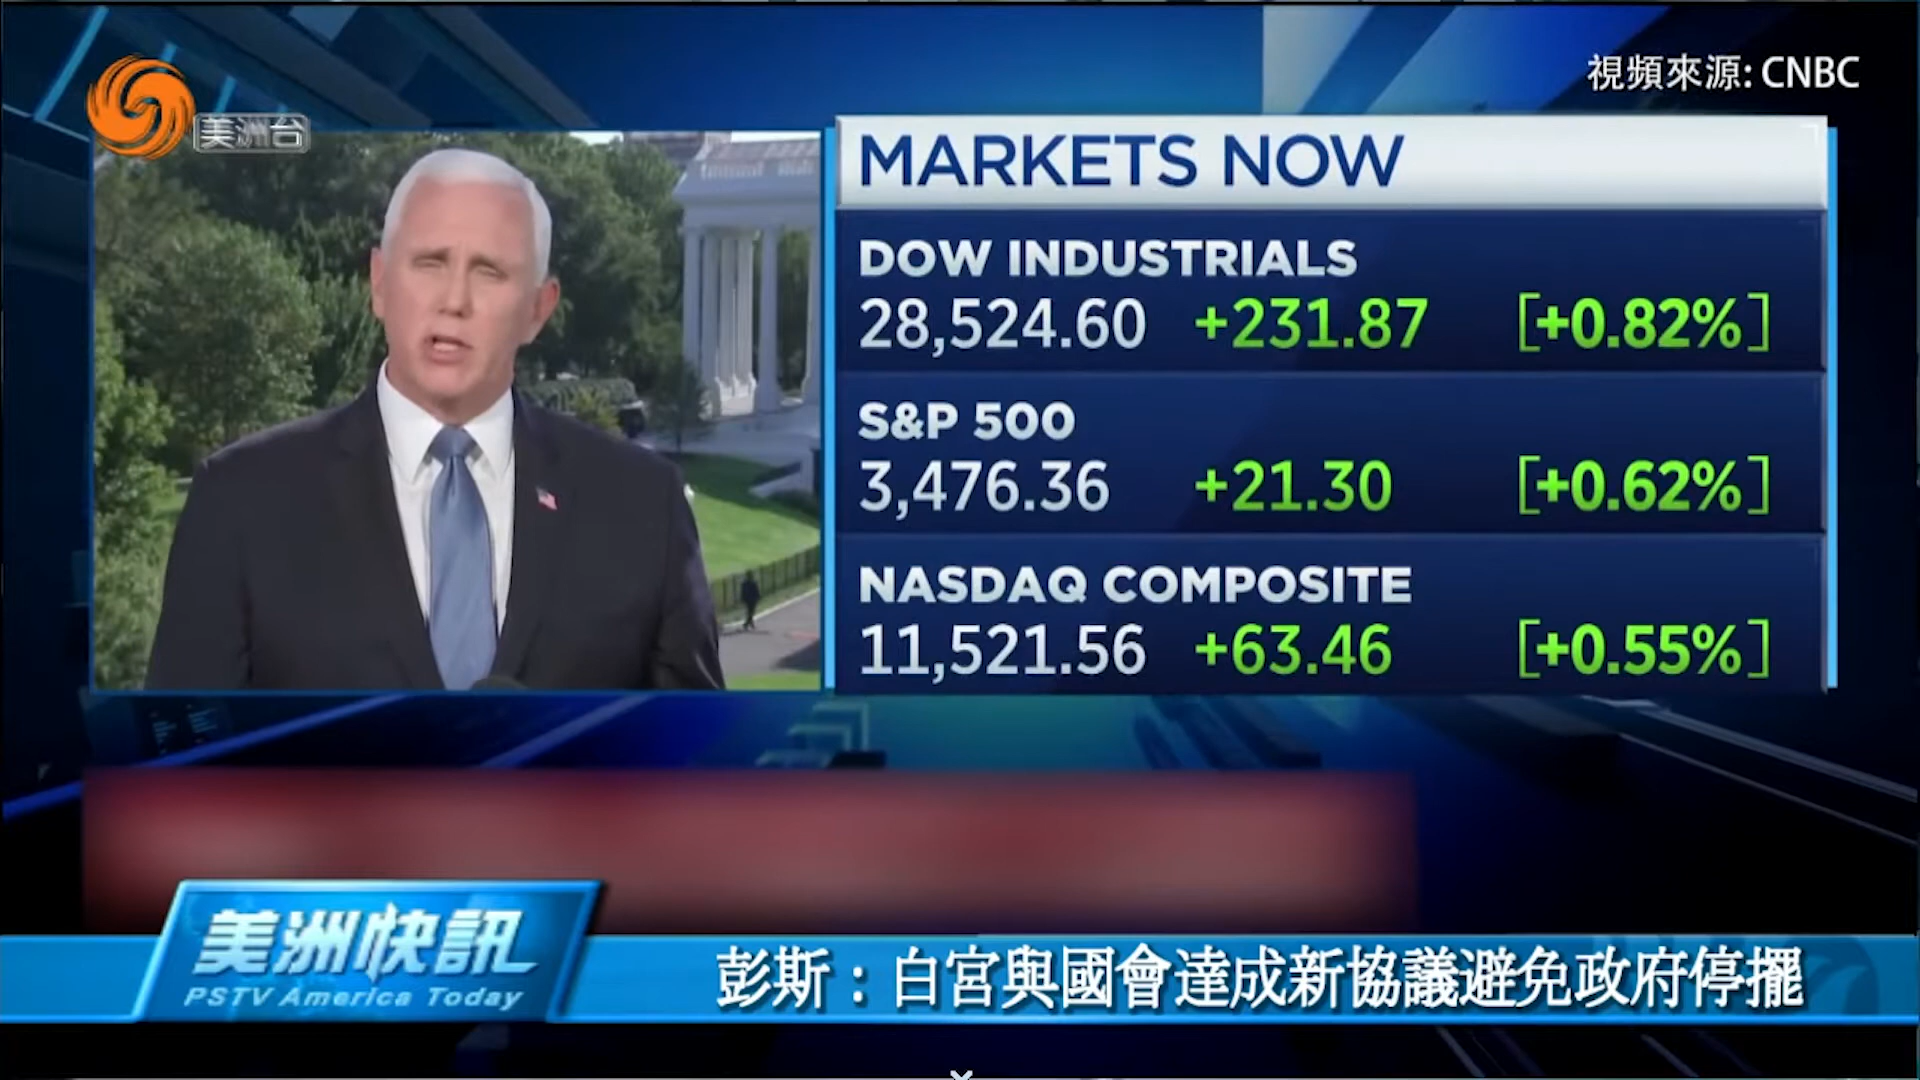 視頻來源: CNBC
美洲台
MARKETS NOW
DOW INDUSTRIALS
28,524.60 +231.87 [+0.82%]
S&P 500
3,476.36 +21.30 [+0.62%]
NASDAQ COMPOSITE
11,521.56 +63.46 [+0.55%]
美洲快訊
PSTV America Today
彭斯：白宮與國會達成新協議避免政府停擺